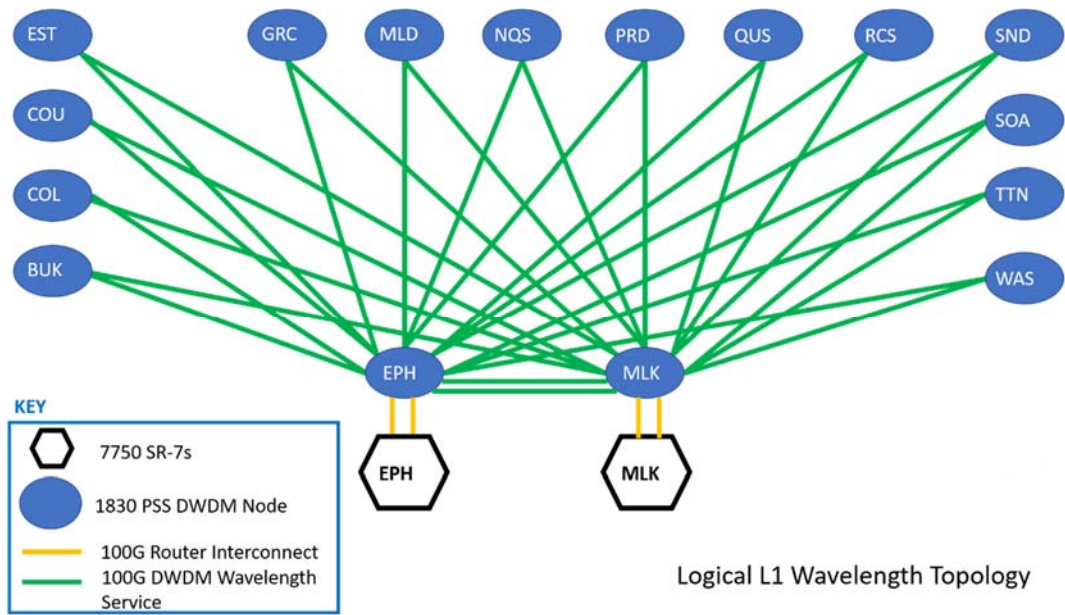 EST
GRC
MLD
NQS
PRD
QUS
RCS
SND
COU
SOA
COL
TTN
BUK
WAS
EPH
MLK
KEY
7750 SR-7s
EPH
MLK
1830 PSS DWDM Node
100G Router Interconnect
100G DWDM Wavelength
Service
Logical L1 Wavelength Topology